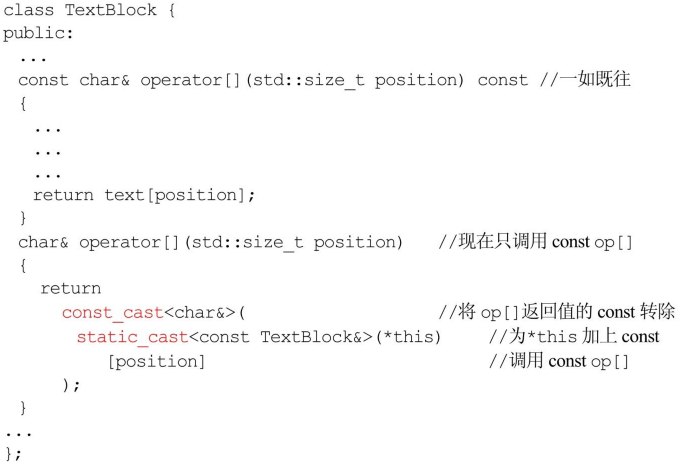 class TextBlock {
public:
...
const char& operator[](std::size_t position) const //一如既往
{
...
...
...
return text[position];
}
char& operator[](std::size_t position) //现在只调用 const op[]
{
return
const_cast<char&>( //将 op[]返回值的 const 转除
static_cast<const TextBlock&>(*this) //为*this 加上 const
[position] //调用 const op[]
);
}
...
};